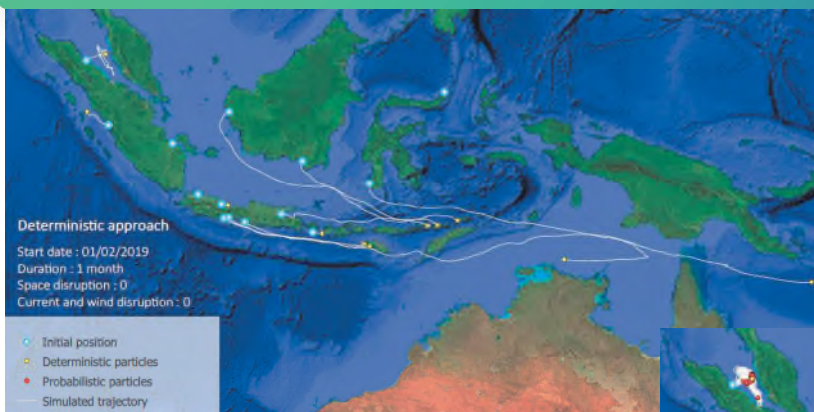 Deterministic approach
Start date : 01/02/2019
Duration : 1 month
Space disruption : 0
Current and wind disruption : 0
Initial position
Deterministic particles
Probabilistic particles
Simulated trajectory